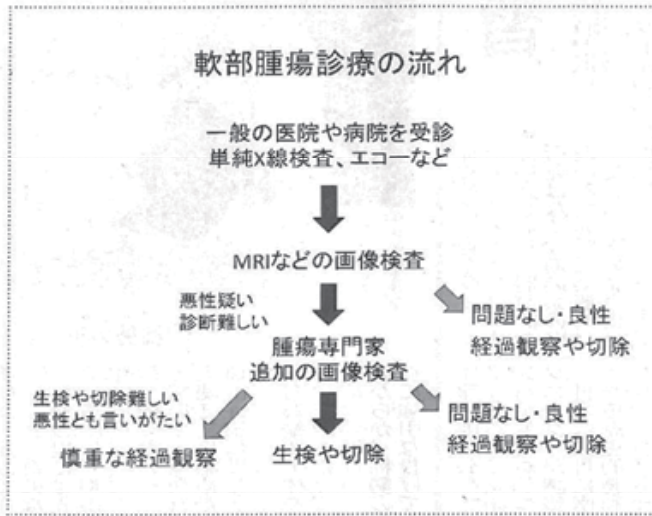 軟部腫瘍診療の流れ
一般の医院や病院を受診
単純X線検査、エコーなど
MRIなどの画像検査
悪性疑い
診断難しい
問題なし・良性
経過観察や切除
腫瘍専門家
追加の画像検査
生検や切除難しい
悪性とも言いがたい
問題なし・良性
経過観察や切除
慎重な経過観察
生検や切除